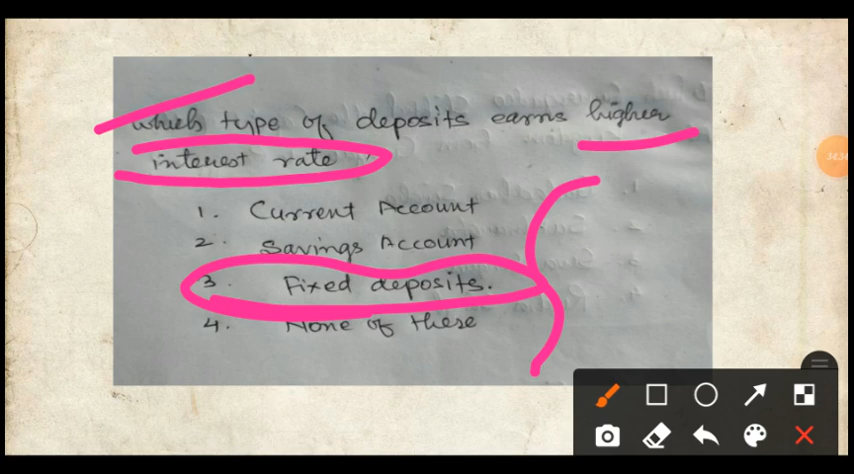 which type of deposits earns higher
interest rate
1. Current Account
2. Savings Account
3. Fixed deposits.
4. None of these